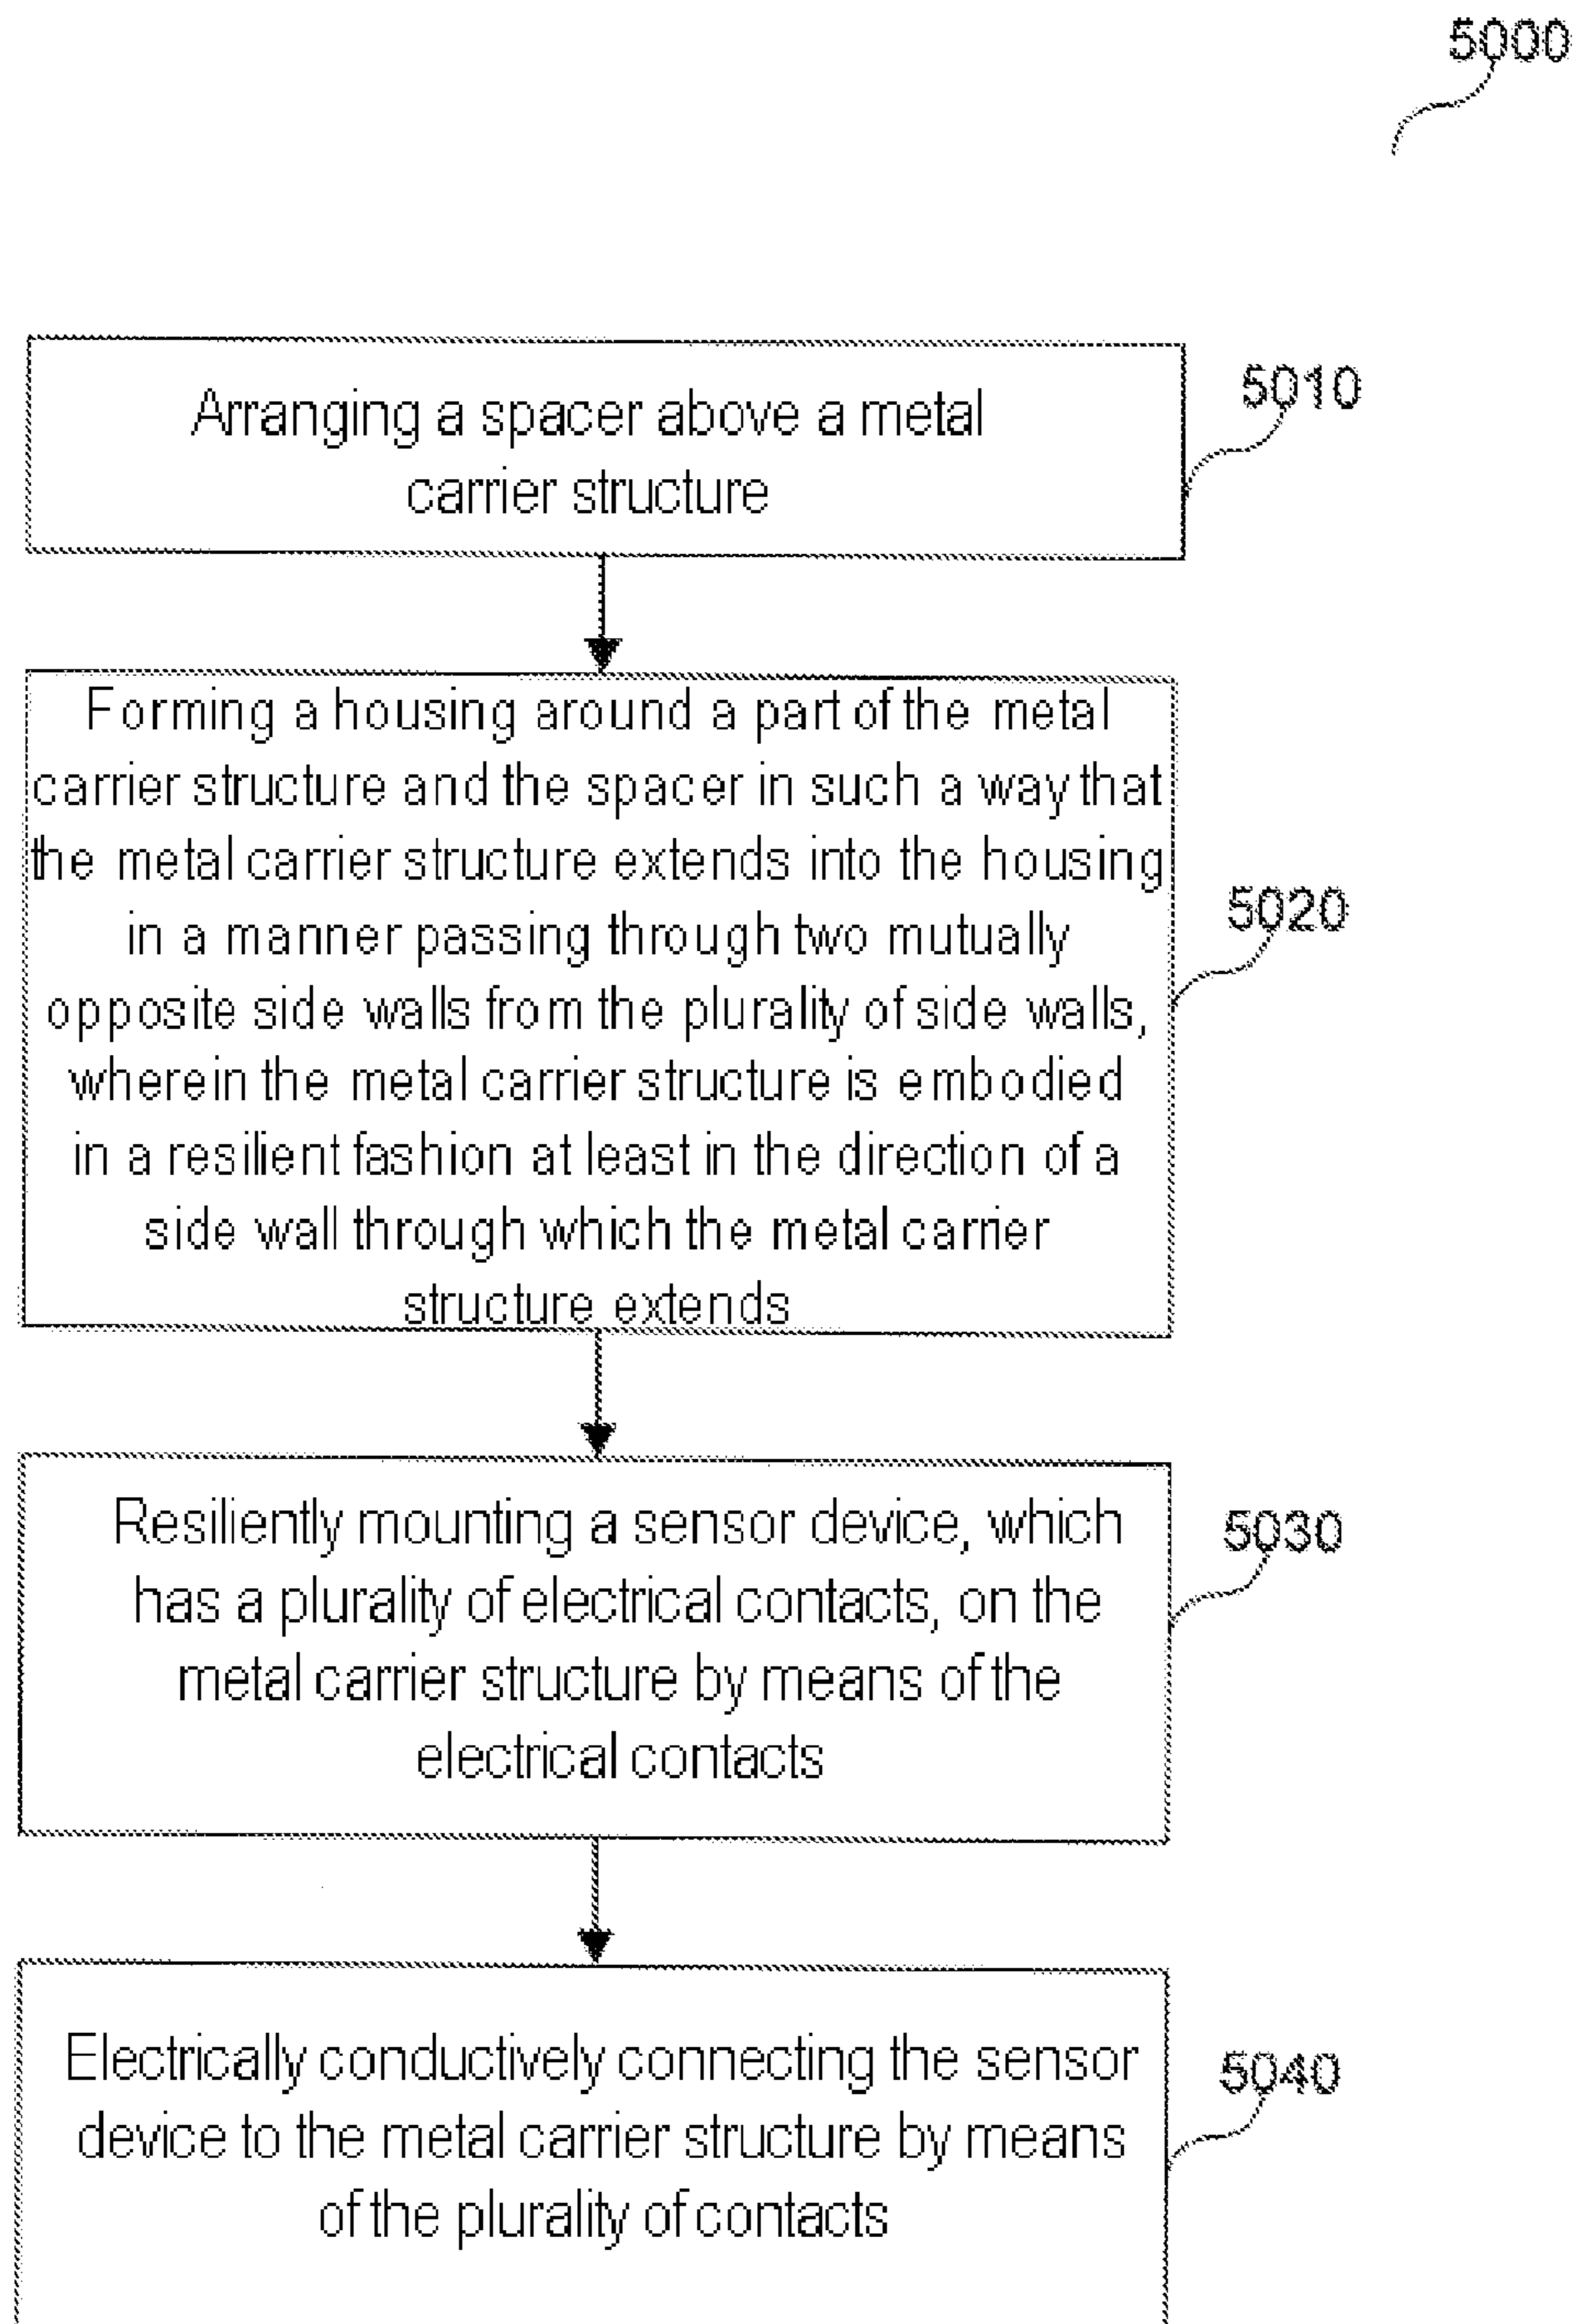 5000
Arranging a spacer above a metal
carrier structure
5010
Forming a housing around a part of the metal
carrier structure and the spacer in such a way that
the metal carrier structure extends into the housing
in a manner passing through two mutually
opposite side walls from the plurality of side walls,
wherein the metal carrier structure is embodied
in a resilient fashion at least in the direction of a
side wall through which the metal carrier
structure extends
5020
Resiliently mounting a sensor device, which
has a plurality of electrical contacts, on the
metal carrier structure by means of the
electrical contacts
5030
Electrically conductively connecting the sensor
device to the metal carrier structure by means
of the plurality of contacts
5040